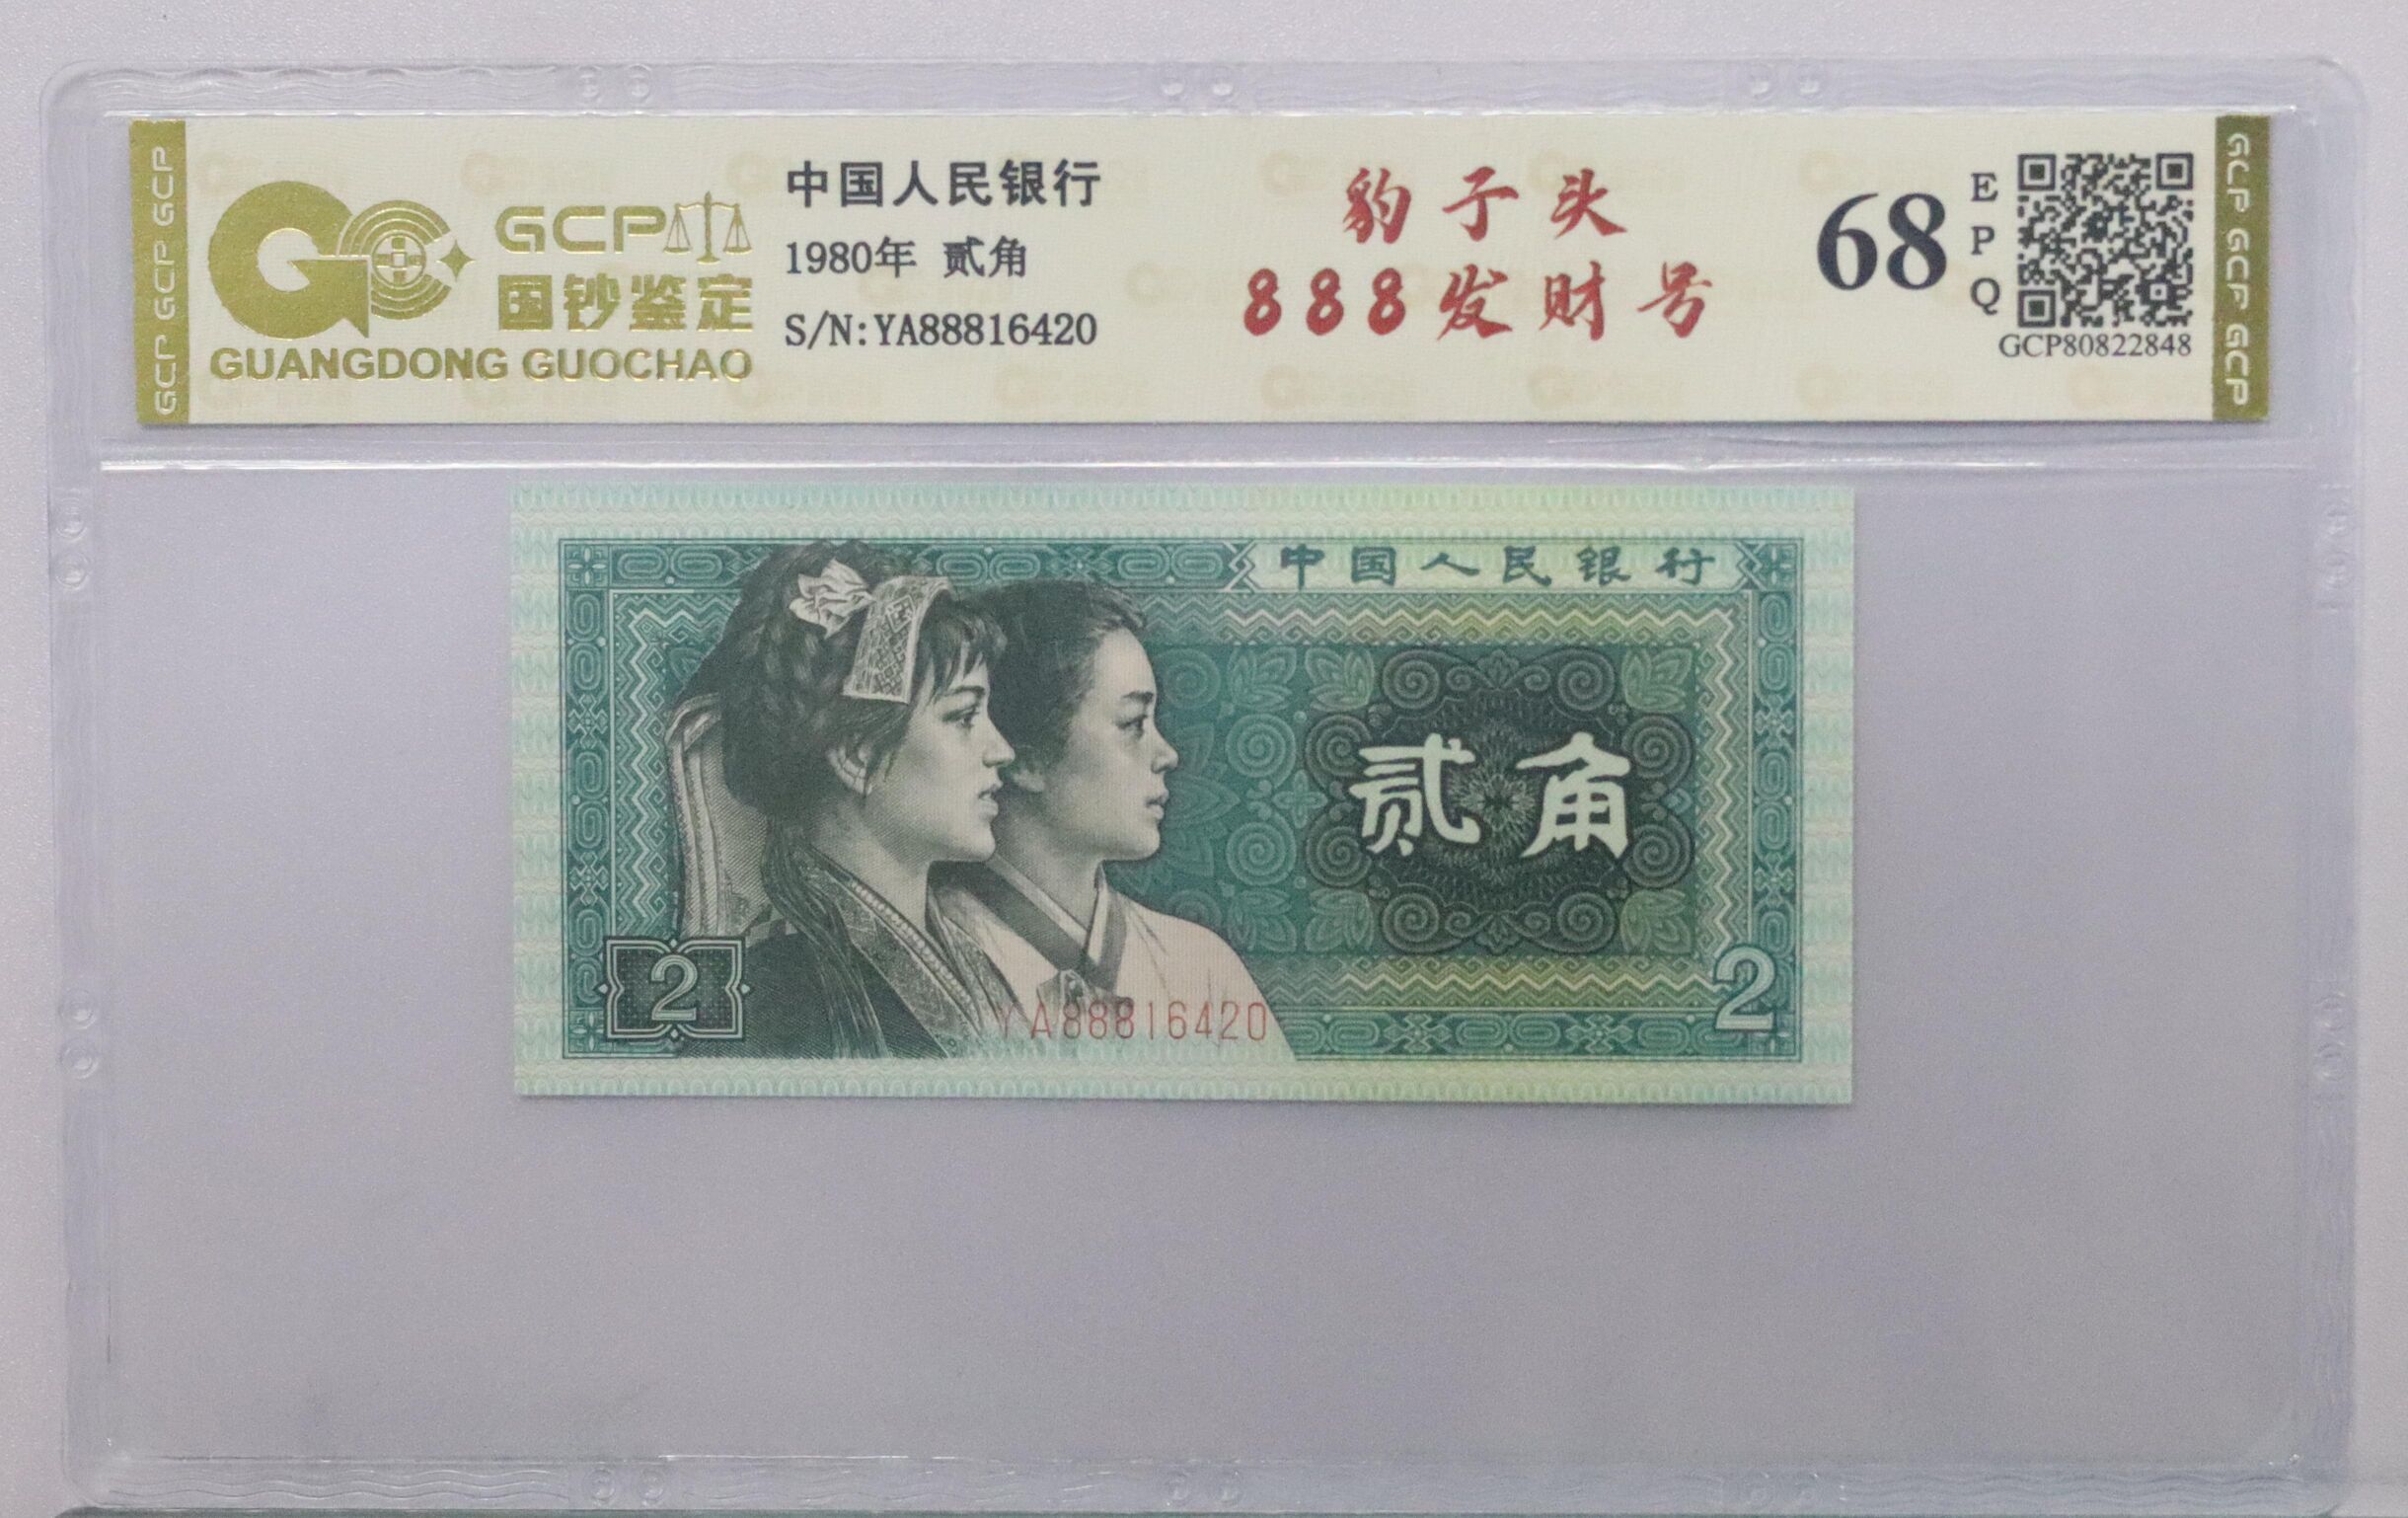 GCP GCP GCP
GCP
国钞鉴定
GUANGDONG GUOCHAO
中国人民银行
1980年 贰角
S/N:YA88816420
豹子头
888发财号
68
E
P
Q
GCP80822848
GCP GCP GCP GCP
中国人民银行
贰角
2
YA88816420
2